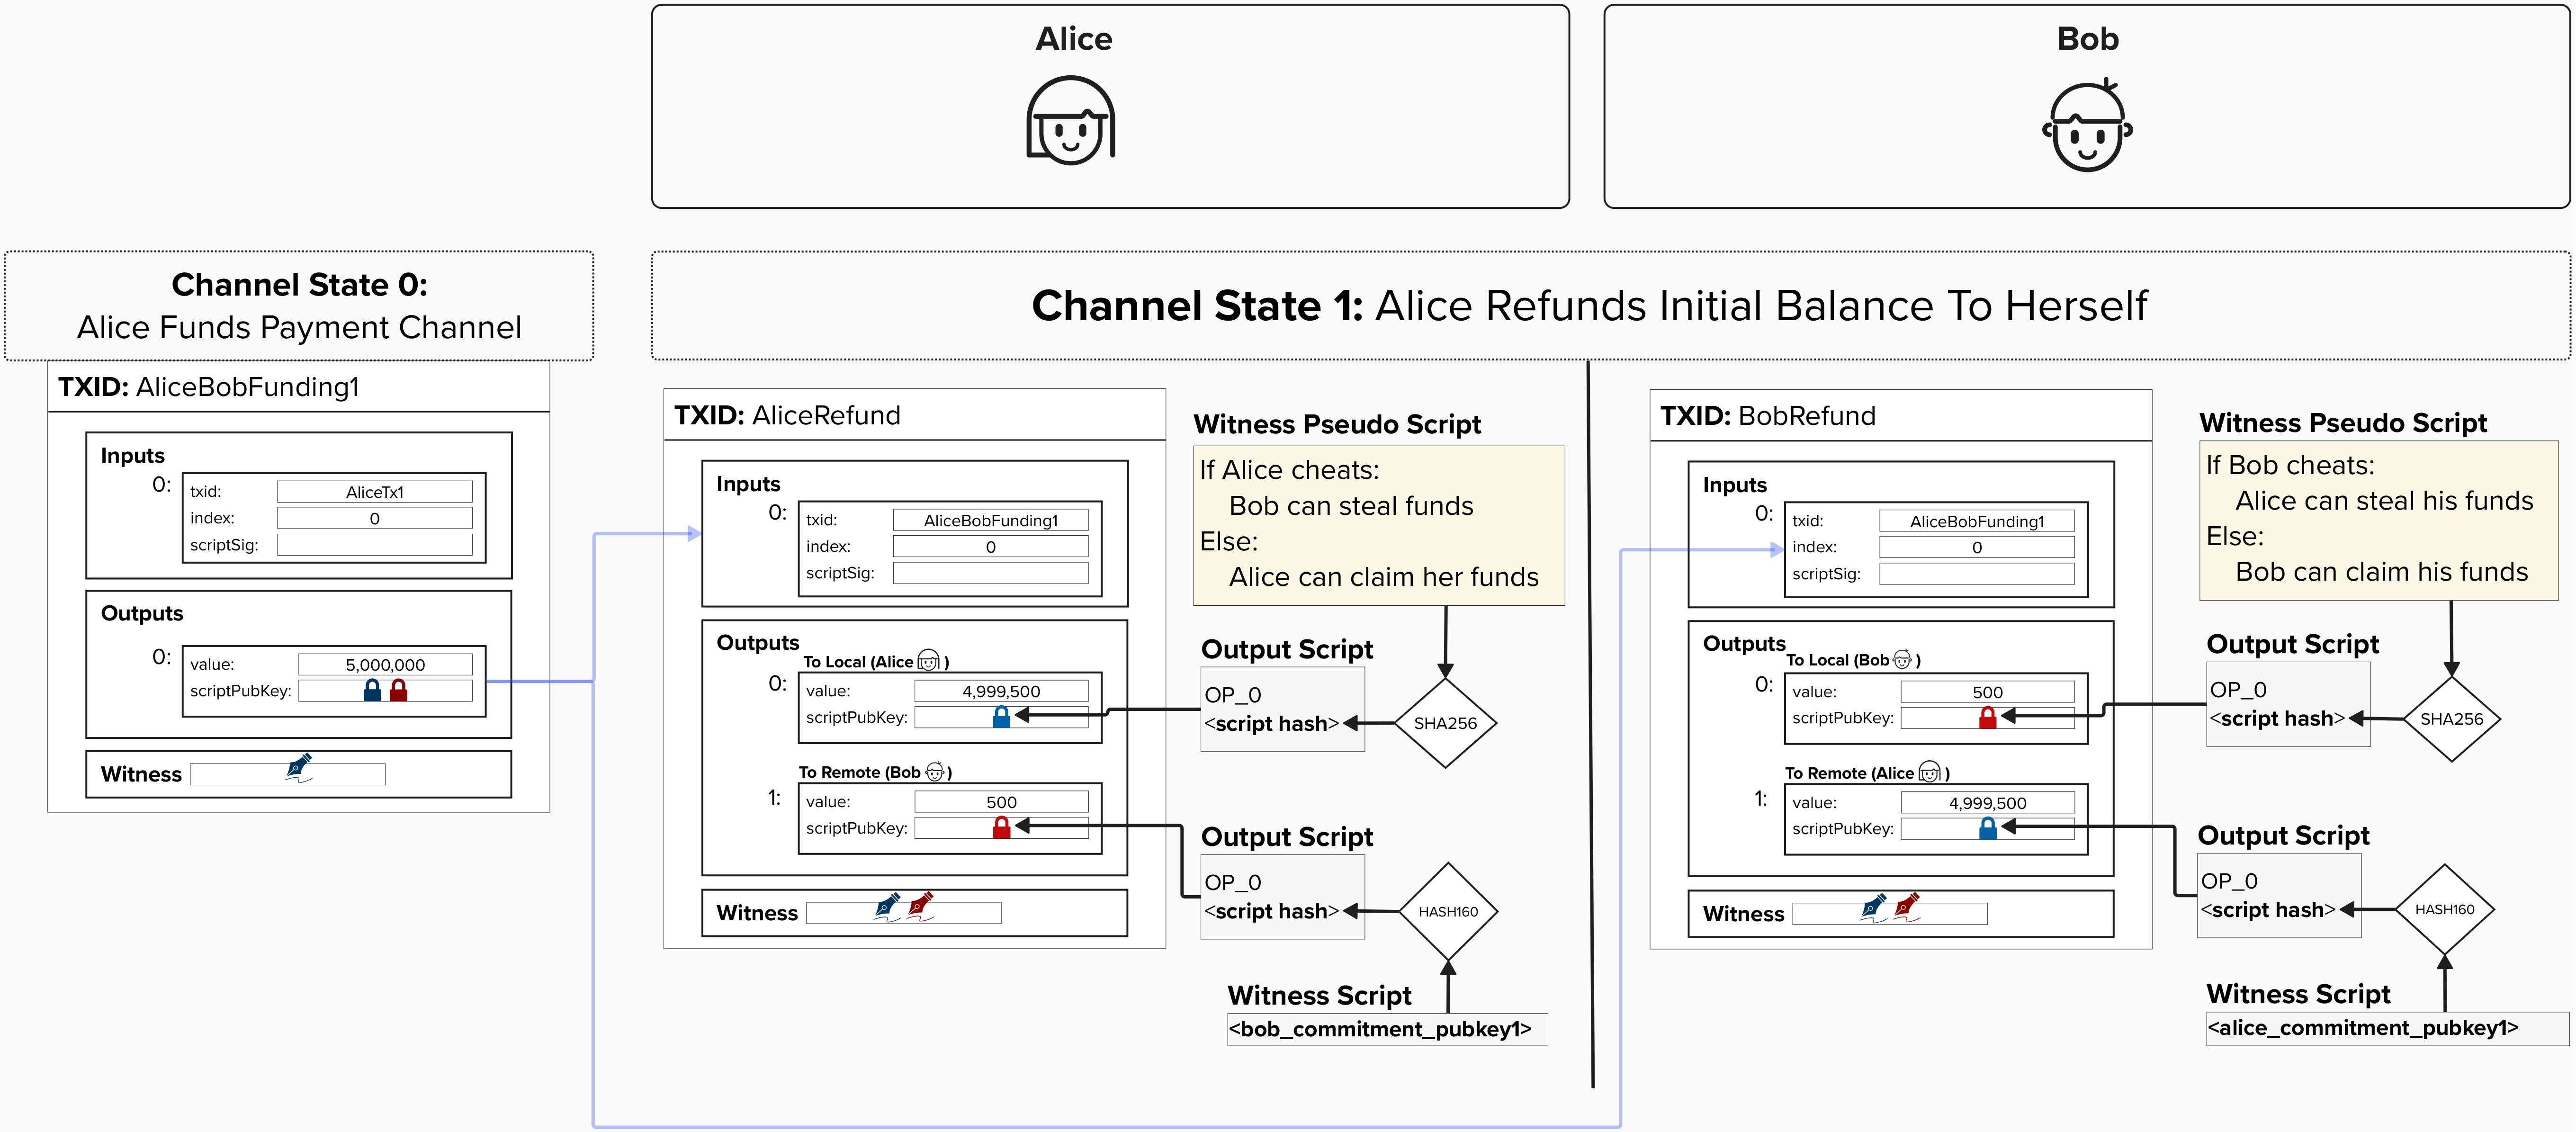 Alice
Bob
Channel State 0:
Alice Funds Payment Channel
Channel State 1: Alice Refunds Initial Balance To Herself
TXID: AliceBobFunding1
Inputs
0:
txid: AliceTx1
index: 0
scriptSig:
Outputs
0:
value: 5,000,000
scriptPubKey:
Witness
TXID: AliceRefund
Inputs
0:
txid: AliceBobFunding1
index: 0
scriptSig:
Outputs
To Local (Alice )
0:
value: 4,999,500
scriptPubKey:
To Remote (Bob )
1:
value: 500
scriptPubKey:
Witness
Witness Pseudo Script
If Alice cheats:
Bob can steal funds
Else:
Alice can claim her funds
Output Script
OP_0
<script hash>
SHA256
Output Script
OP_0
<script hash>
HASH160
Witness Script
<bob_commitment_pubkey1>
TXID: BobRefund
Inputs
0:
txid: AliceBobFunding1
index: 0
scriptSig:
Outputs
To Local (Bob )
0:
value: 500
scriptPubKey:
To Remote (Alice )
1:
value: 4,999,500
scriptPubKey:
Witness
Witness Pseudo Script
If Bob cheats:
Alice can steal his funds
Else:
Bob can claim his funds
Output Script
OP_0
<script hash>
SHA256
Output Script
OP_0
<script hash>
HASH160
Witness Script
<alice_commitment_pubkey1>